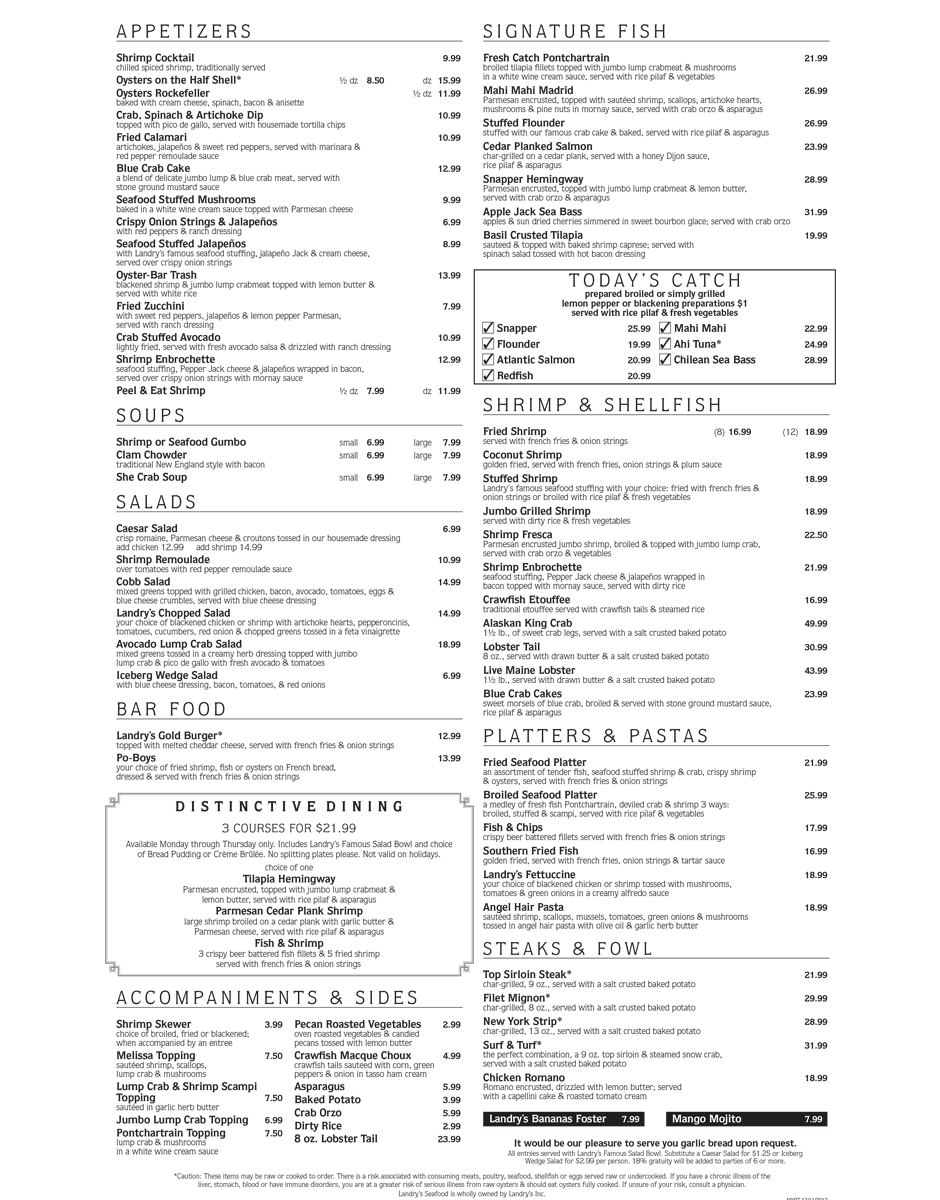 APPETIZERS
Shrimp Cocktail 9.99
chilled spiced shrimp, traditionally served
Oysters on the Half Shell* ½ dz 8.50 dz 15.99
Oysters Rockefeller ½ dz 11.99
baked with cream cheese, spinach, bacon & anisette
Crab, Spinach & Artichoke Dip 10.99
topped with pico de gallo, served with housemade tortilla chips
Fried Calamari 10.99
artichokes, jalapeños & sweet red peppers, served with marinara &
red pepper remoulade sauce
Blue Crab Cake 12.99
a blend of delicate jumbo lump & blue crab meat, served with
stone ground mustard sauce
Seafood Stuffed Mushrooms 9.99
baked in a white wine cream sauce topped with Parmesan cheese
Crispy Onion Strings & Jalapeños 6.99
with red peppers & ranch dressing
Seafood Stuffed Jalapeños 8.99
with Landry's famous seafood stuffing, jalapeño Jack & cream cheese,
served over crispy onion strings
Oyster-Bar Trash 13.99
blackened shrimp & jumbo lump crabmeat topped with lemon butter &
served with white rice
Fried Zucchini 7.99
with sweet red peppers, jalapeños & lemon pepper Parmesan,
served with ranch dressing
Crab Stuffed Avocado 10.99
lightly fried, served with fresh avocado salsa & drizzled with ranch dressing
Shrimp Enbrochette 12.99
seafood stuffing, Pepper Jack cheese & jalapeños wrapped in bacon,
served over crispy onion strings with mornay sauce
Peel & Eat Shrimp ½ dz 7.99 dz 11.99
SOUPS
Shrimp or Seafood Gumbo small 6.99 large 7.99
Clam Chowder small 6.99 large 7.99
traditional New England style with bacon
She Crab Soup small 6.99 large 7.99
SALADS
Caesar Salad 6.99
crisp romaine, Parmesan cheese & croutons tossed in our housemade dressing
add chicken 12.99 add shrimp 14.99
Shrimp Remoulade 10.99
over tomatoes with red pepper remoulade sauce
Cobb Salad 14.99
mixed greens topped with grilled chicken, bacon, avocado, tomatoes, eggs &
blue cheese crumbles, served with blue cheese dressing
Landry's Chopped Salad 14.99
your choice of blackened chicken or shrimp with artichoke hearts, pepperoncinis,
tomatoes, cucumbers, red onion & chopped greens tossed in a feta vinaigrette
Avocado Lump Crab Salad 18.99
mixed greens tossed in a creamy herb dressing topped with jumbo
lump crab & pico de gallo with fresh avocado & tomatoes
Iceberg Wedge Salad 6.99
with blue cheese dressing, bacon, tomatoes, & red onions
BAR FOOD
Landry's Gold Burger* 12.99
topped with melted cheddar cheese, served with french fries & onion strings
Po-Boys 13.99
your choice of fried shrimp, fish or oysters on French bread,
dressed & served with french fries & onion strings
DISTINCTIVE DINING
3 COURSES FOR $21.99
Available Monday through Thursday only. Includes Landry's Famous Salad Bowl and choice
of Bread Pudding or Crème Brûlée. No splitting plates please. Not valid on holidays.
choice of one
Tilapia Hemingway
Parmesan encrusted, topped with jumbo lump crabmeat &
lemon butter, served with rice pilaf & asparagus
Parmesan Cedar Plank Shrimp
large shrimp broiled on a cedar plank with garlic butter &
Parmesan cheese, served with rice pilaf & asparagus
Fish & Shrimp
3 crispy beer battered fish fillets & 5 fried shrimp
served with french fries & onion strings
ACCOMPANIMENTS & SIDES
Shrimp Skewer 3.99
choice of broiled, fried or blackened;
when accompanied by an entree
Melissa Topping 7.50
sautéed shrimp, scallops,
lump crab & mushrooms
Lump Crab & Shrimp Scampi
Topping 7.50
sautéed in garlic herb butter
Jumbo Lump Crab Topping 6.99
Pontchartrain Topping 7.50
lump crab & mushrooms
in a white wine cream sauce
Pecan Roasted Vegetables 2.99
oven roasted vegetables & candied
pecans tossed with lemon butter
Crawfish Macque Choux 4.99
crawfish tails sauteed with corn, green
peppers & onion in tasso ham cream
Asparagus 5.99
Baked Potato 3.99
Crab Orzo 5.99
Dirty Rice 2.99
8 oz. Lobster Tail 23.99
SIGNATURE FISH
Fresh Catch Pontchartrain 21.99
broiled tilapia fillets topped with jumbo lump crabmeat & mushrooms
in a white wine cream sauce, served with rice pilaf & vegetables
Mahi Mahi Madrid 26.99
Parmesan encrusted, topped with sautéed shrimp, scallops, artichoke hearts,
mushrooms & pine nuts in mornay sauce, served with crab orzo & asparagus
Stuffed Flounder 26.99
stuffed with our famous crab cake & baked, served with rice pilaf & asparagus
Cedar Planked Salmon 23.99
char-grilled on a cedar plank, served with a honey Dijon sauce,
rice pilaf & asparagus
Snapper Hemingway 28.99
Parmesan encrusted, topped with jumbo lump crabmeat & lemon butter,
served with crab orzo & asparagus
Apple Jack Sea Bass 31.99
apples & sun dried cherries simmered in sweet bourbon glace; served with crab orzo
Basil Crusted Tilapia 19.99
sauteed & topped with baked shrimp caprese; served with
spinach salad tossed with hot bacon dressing
TODAY'S CATCH
prepared broiled or simply grilled
lemon pepper or blackening preparations $1
served with rice pilaf & fresh vegetables
Snapper 25.99 Mahi Mahi 22.99
Flounder 19.99 Ahi Tuna* 24.99
Atlantic Salmon 20.99 Chilean Sea Bass 28.99
Redfish 20.99
SHRIMP & SHELLFISH
Fried Shrimp (8) 16.99 (12) 18.99
served with french fries & onion strings
Coconut Shrimp 18.99
golden fried, served with french fries, onion strings & plum sauce
Stuffed Shrimp 18.99
Landry's famous seafood stuffing with your choice: fried with french fries &
onion strings or broiled with rice pilaf & fresh vegetables
Jumbo Grilled Shrimp 18.99
served with dirty rice & fresh vegetables
Shrimp Fresca 22.50
Parmesan encrusted jumbo shrimp, broiled & topped with jumbo lump crab,
served with crab orzo & vegetables
Shrimp Enbrochette 21.99
seafood stuffing, Pepper Jack cheese & jalapeños wrapped in
bacon topped with mornay sauce, served with dirty rice
Crawfish Etouffee 16.99
traditional etouffee served with crawfish tails & steamed rice
Alaskan King Crab 49.99
1½ lb., of sweet crab legs, served with a salt crusted baked potato
Lobster Tail 30.99
8 oz., served with drawn butter & a salt crusted baked potato
Live Maine Lobster 43.99
1½ lb., served with drawn butter & a salt crusted baked potato
Blue Crab Cakes 23.99
sweet morsels of blue crab, broiled & served with stone ground mustard sauce,
rice pilaf & asparagus
PLATTERS & PASTAS
Fried Seafood Platter 21.99
an assortment of tender fish, seafood stuffed shrimp & crab, crispy shrimp
& oysters, served with french fries & onion strings
Broiled Seafood Platter 25.99
a medley of fresh fish Pontchartrain, deviled crab & shrimp 3 ways:
broiled, stuffed & scampi, served with rice pilaf & vegetables
Fish & Chips 17.99
crispy beer battered fillets served with french fries & onion strings
Southern Fried Fish 16.99
golden fried, served with french fries, onion strings & tartar sauce
Landry's Fettuccine 18.99
your choice of blackened chicken or shrimp tossed with mushrooms,
tomatoes & green onions in a creamy alfredo sauce
Angel Hair Pasta 18.99
sautéed shrimp, scallops, mussels, tomatoes, green onions & mushrooms
tossed in angel hair pasta with olive oil & garlic herb butter
STEAKS & FOWL
Top Sirloin Steak* 21.99
char-grilled, 9 oz., served with a salt crusted baked potato
Filet Mignon* 29.99
char-grilled, 8 oz., served with a salt crusted baked potato
New York Strip* 28.99
char-grilled, 13 oz., served with a salt crusted baked potato
Surf & Turf* 31.99
the perfect combination, a 9 oz. top sirloin & steamed snow crab,
served with a salt crusted baked potato
Chicken Romano 18.99
Romano encrusted, drizzled with lemon butter; served
with a capellini cake & roasted tomato cream
Landry's Bananas Foster 7.99 Mango Mojito 7.99
It would be our pleasure to serve you garlic bread upon request.
All entrées served with Landry's Famous Salad Bowl. Substitute a Caesar Salad for $1.25 or Iceberg
Wedge Salad for $2.99 per person. 18% gratuity will be added to parties of 6 or more.
*Caution: These items may be raw or cooked to order. There is a risk associated with consuming meats, poultry, seafood, shellfish or eggs served raw or undercooked. If you have a chronic illness of the
liver, stomach, blood or have immune disorders, you are at a greater risk of serious illness from raw oysters & should eat oysters fully cooked. If unsure of your risk, consult a physician.
Landry's Seafood is wholly owned by Landry's Inc.